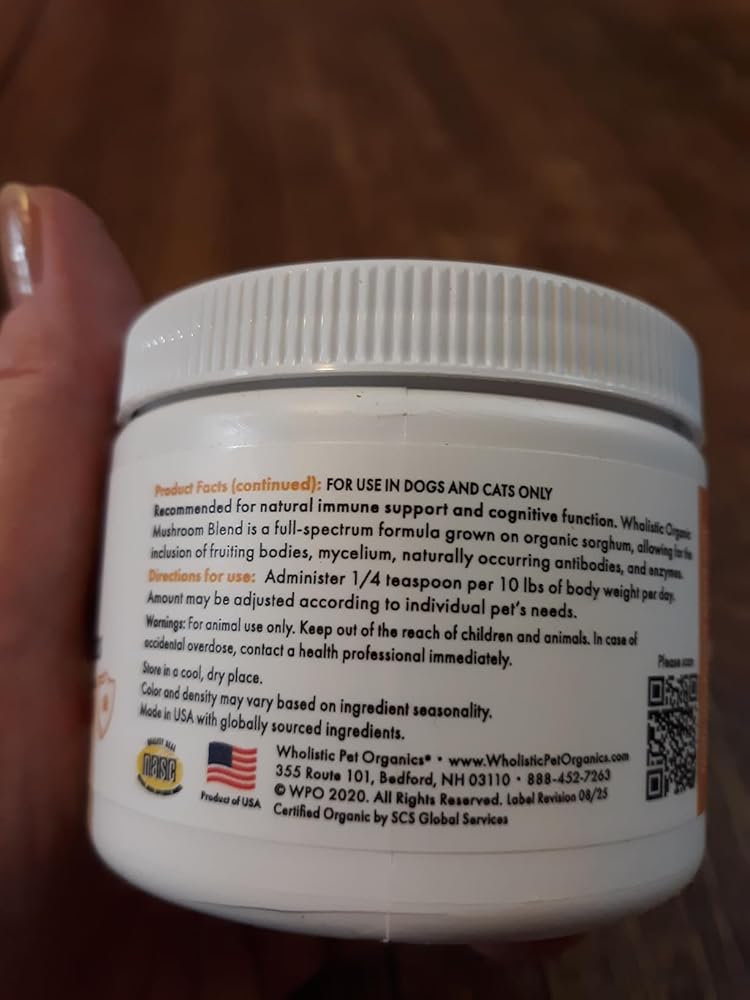 Product Facts (continued): FOR USE IN DOGS AND CATS ONLY
Recommended for natural immune support and cognitive function. Wholistic Organic
Mushroom Blend is a full-spectrum formula grown on organic sorghum, allowing for the
inclusion of fruiting bodies, mycelium, naturally occurring antibodies, and enzymes.
Directions for use: Administer 1/4 teaspoon per 10 lbs of body weight per day.
Amount may be adjusted according to individual pet's needs.
Warnings: For animal use only. Keep out of the reach of children and animals. In case of
accidental overdose, contact a health professional immediately.
Please scan
Store in a cool, dry place.
Color and density may vary based on ingredient seasonality.
Made in USA with globally sourced ingredients.
nasc
Product of USA
Wholistic Pet Organics® • www.WholisticPetOrganics.com
355 Route 101, Bedford, NH 03110 • 888-452-7263
© WPO 2020. All Rights Reserved. Label Revision 08/25
Certified Organic by SCS Global Services